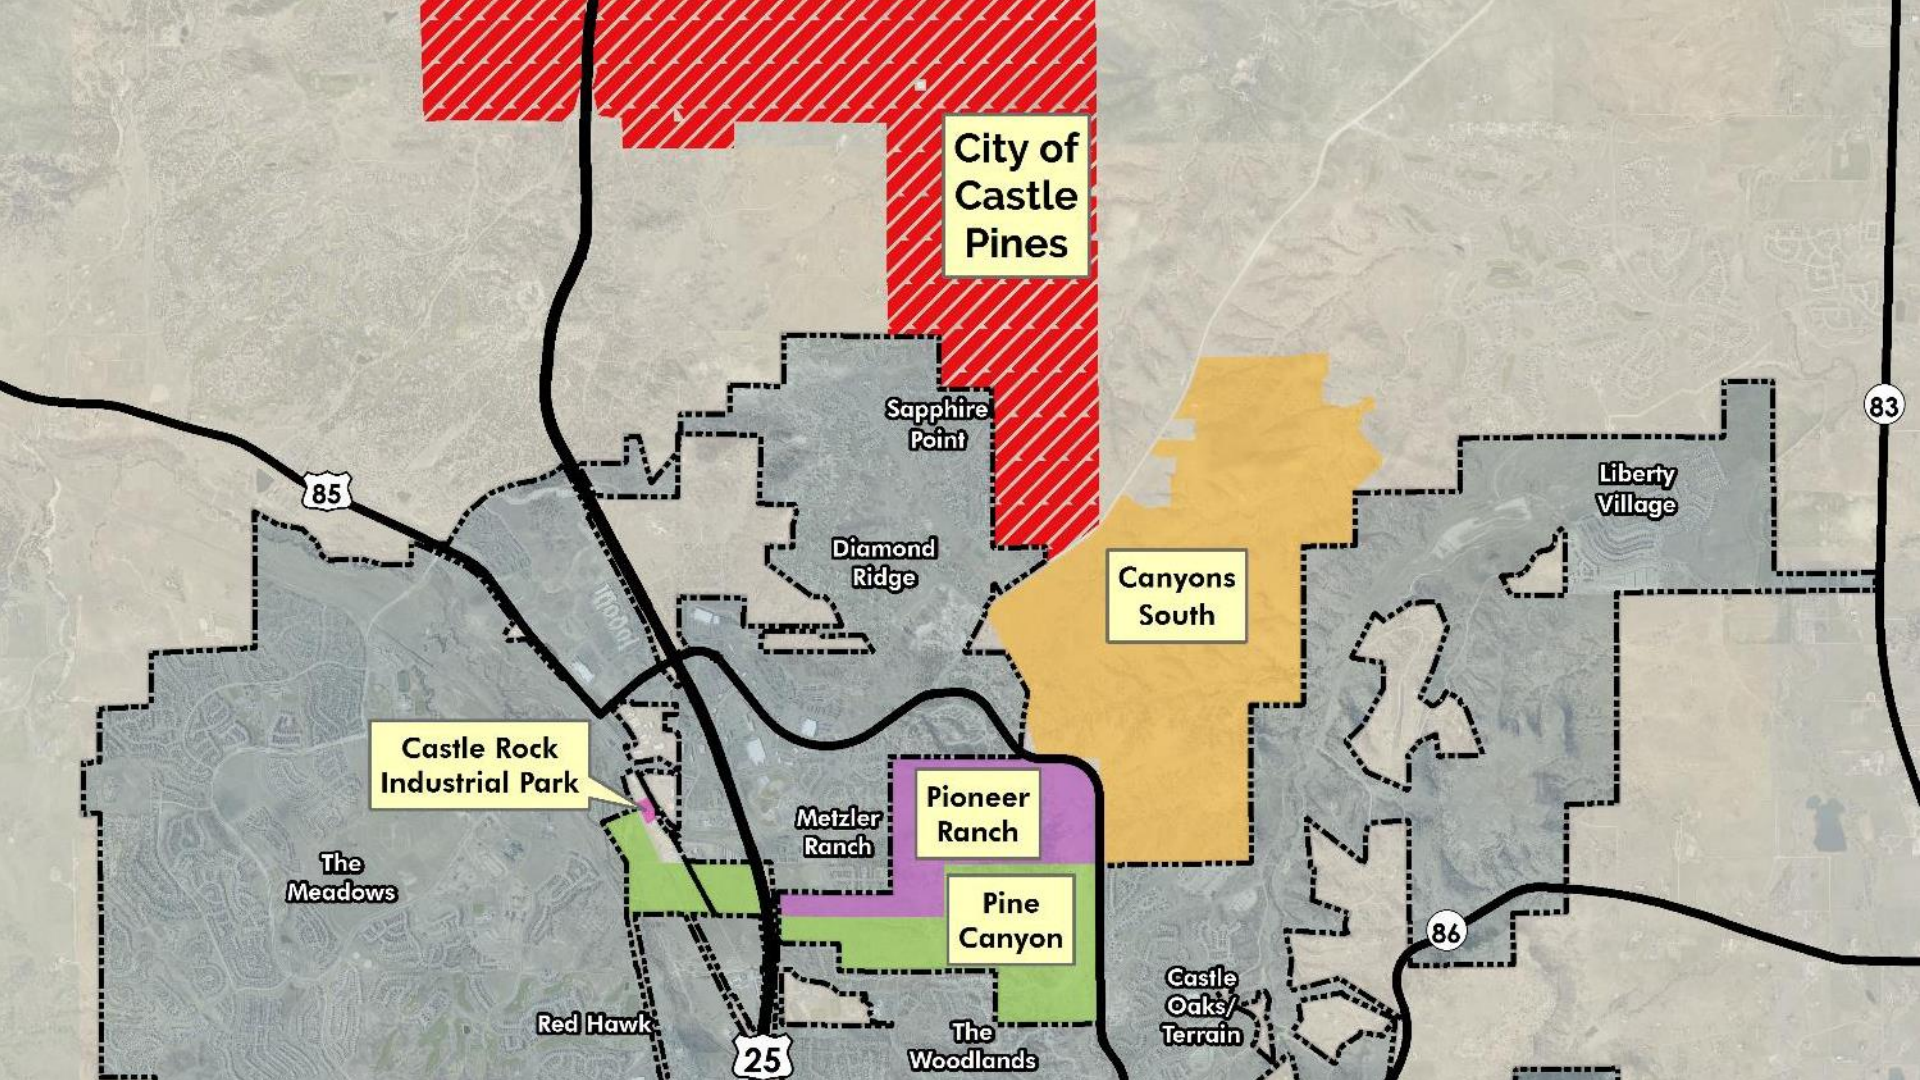 City of
Castle
Pines
83
Sapphire
Point
Liberty
Village
85
Diamond
Ridge
Canyons
South
Castle Rock
Industrial Park
Pioneer
Ranch
Metzler
Ranch
The
Meadows
Pine
Canyon
86
Castle
Oaks/
Terrain
Red Hawk
The
Woodlands
25